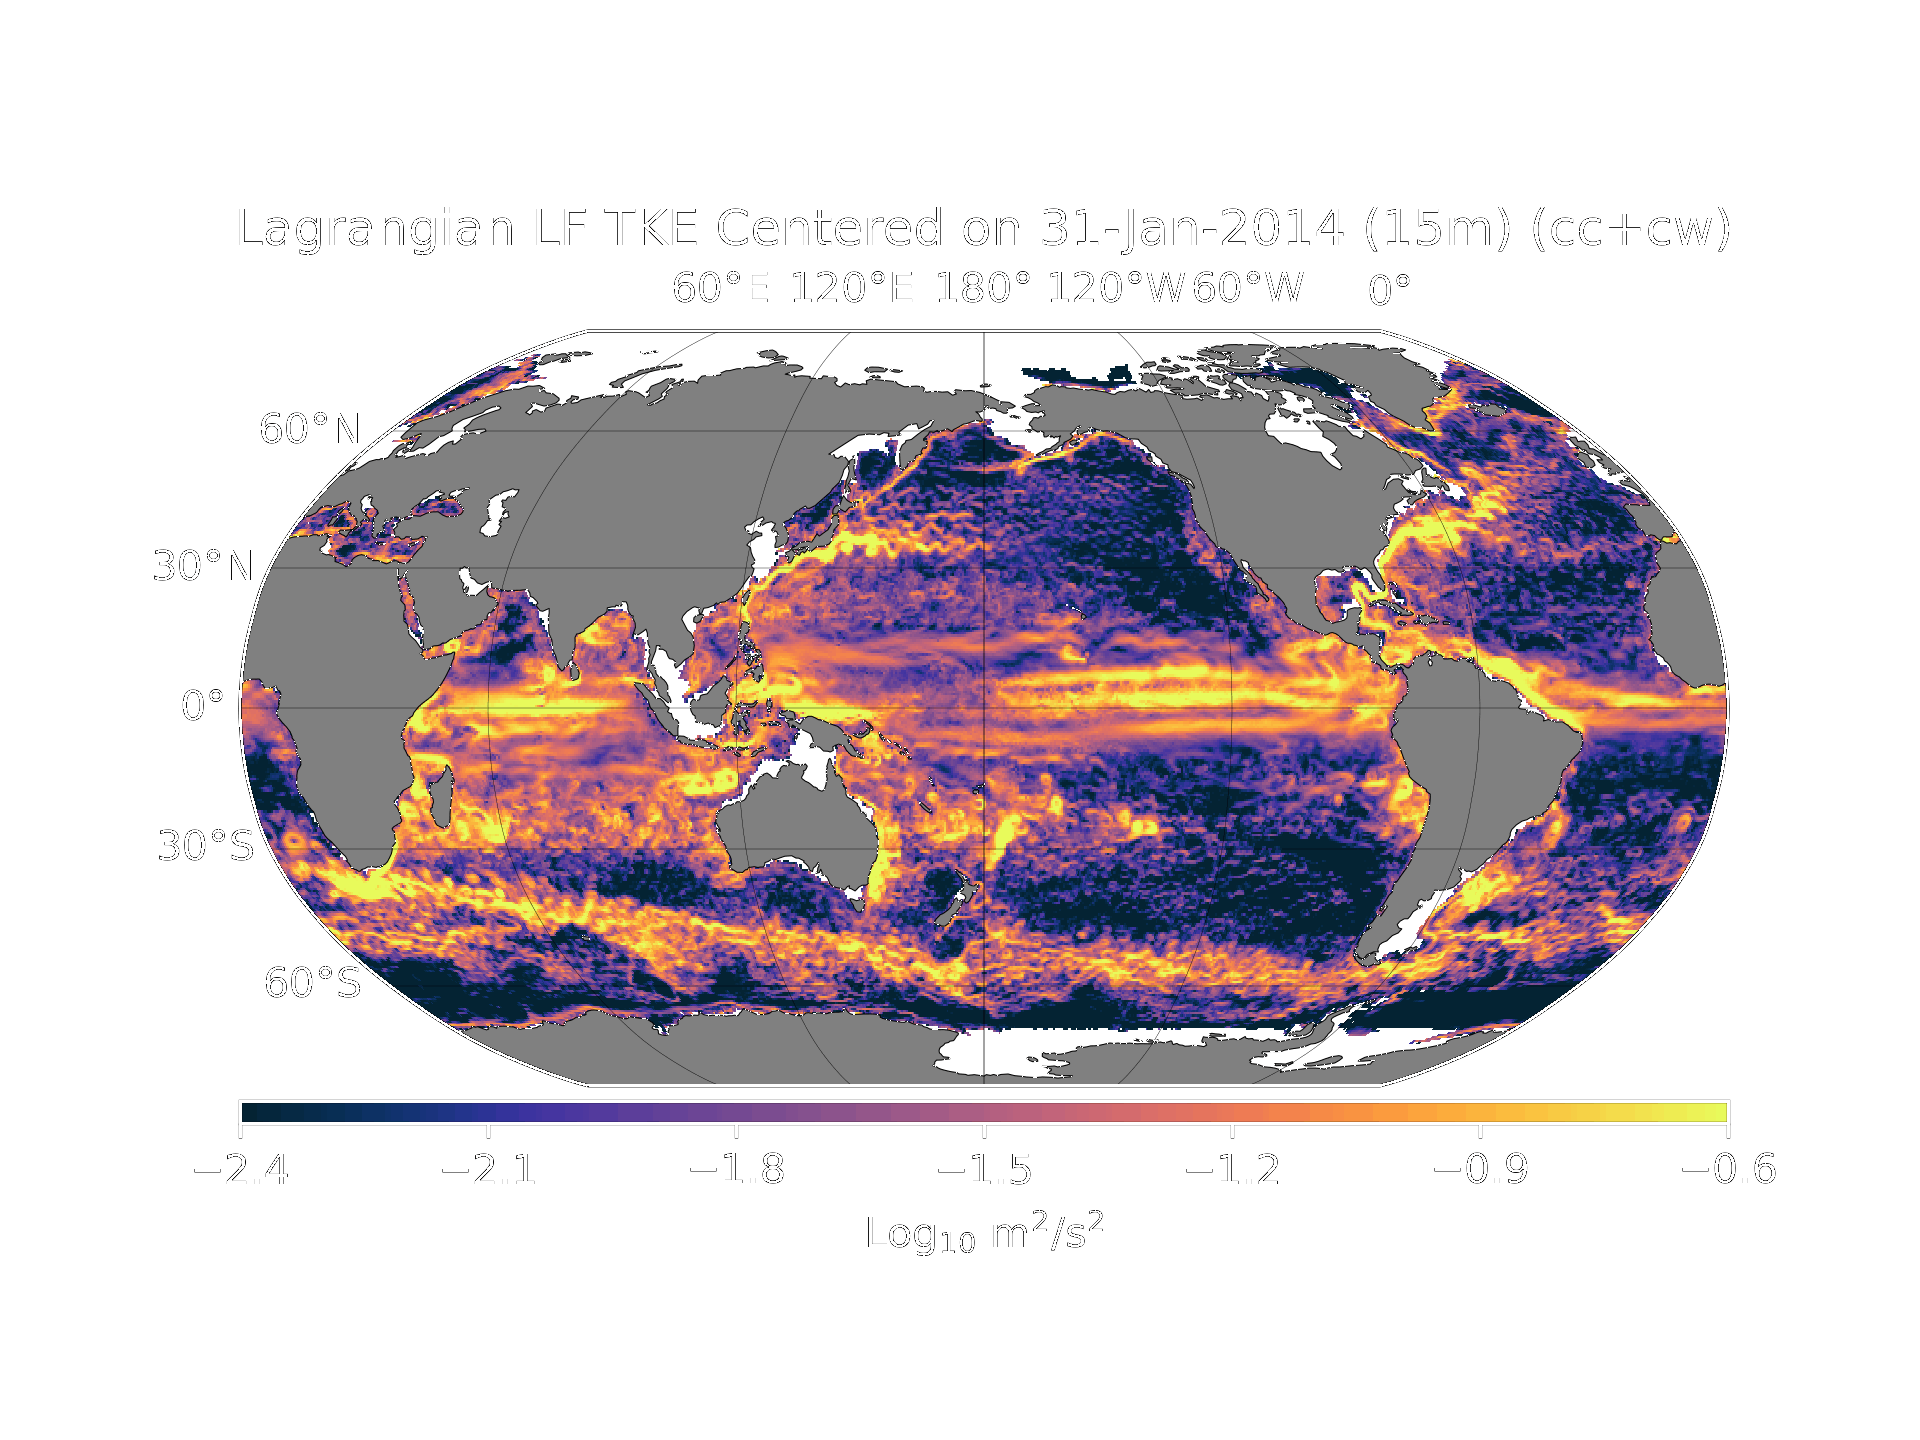 Lagrangian LF TKE Centered on 31-Jan-2014 (15m) (cc+cw)
60°E 120°E 180° 120°W 60°W 0°
60°N
30°N
0°
30°S
60°S
−2.4 −2.1 −1.8 −1.5 −1.2 −0.9 −0.6
Log₁₀ m²/s²